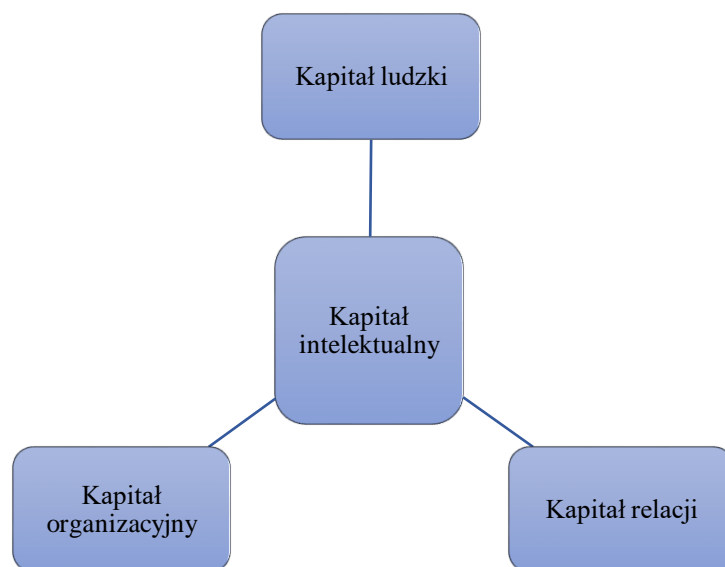 Kapitał ludzki
Kapitał
intelektualny
Kapitał
organizacyjny
Kapitał relacji